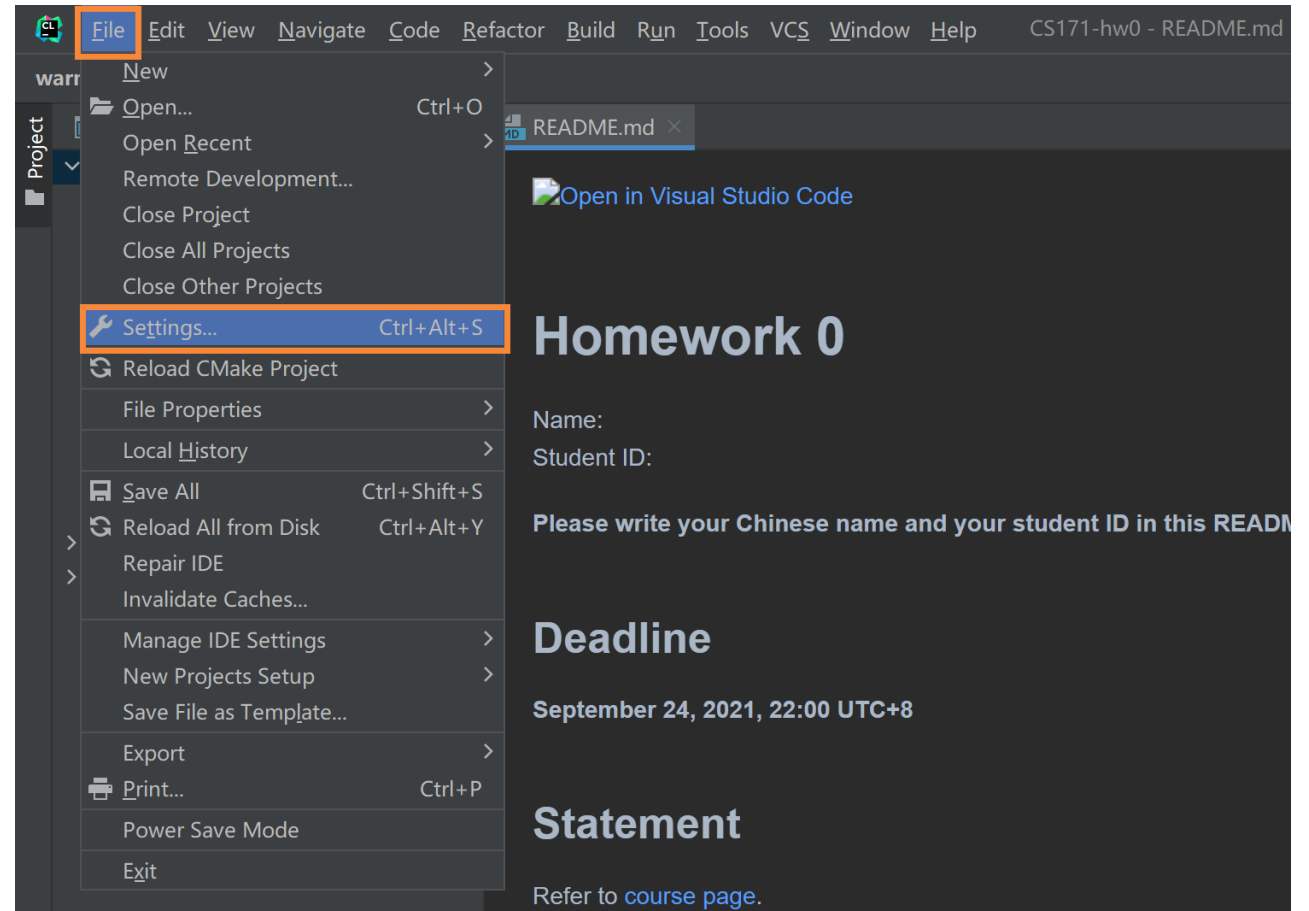 CL File Edit View Navigate Code Refactor Build Run Tools VCS Window Help CS171-hw0 - README.md
Project
New
Open... Ctrl+O
Open Recent
Remote Development...
Close Project
Close All Projects
Close Other Projects
Settings... Ctrl+Alt+S
Reload CMake Project
File Properties
Local History
Save All Ctrl+Shift+S
Reload All from Disk Ctrl+Alt+Y
Repair IDE
Invalidate Caches...
Manage IDE Settings
New Projects Setup
Save File as Template...
Export
Print... Ctrl+P
Power Save Mode
Exit
MD README.md
Open in Visual Studio Code
Homework 0
Name:
Student ID:
Please write your Chinese name and your student ID in this
Deadline
September 24, 2021, 22:00 UTC+8
Statement
Refer to course page.